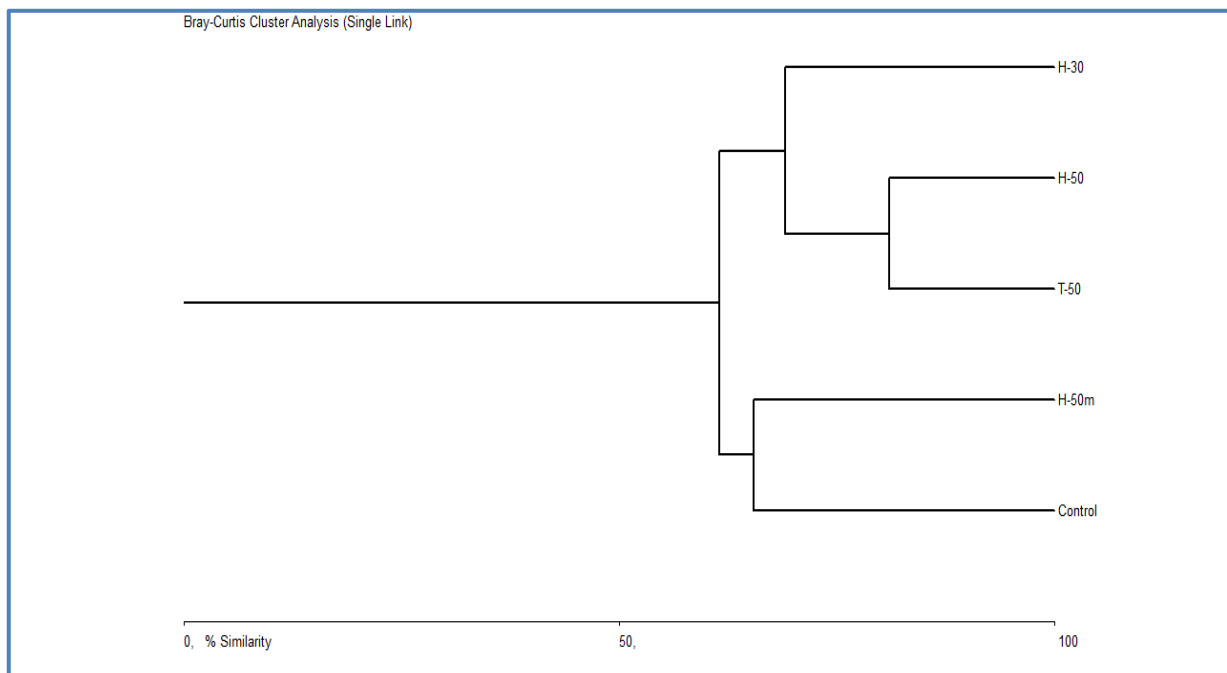 Bray-Curtis Cluster Analysis (Single Link)
H-30
H-50
T-50
H-50m
Control
0, % Similarity 50, 100